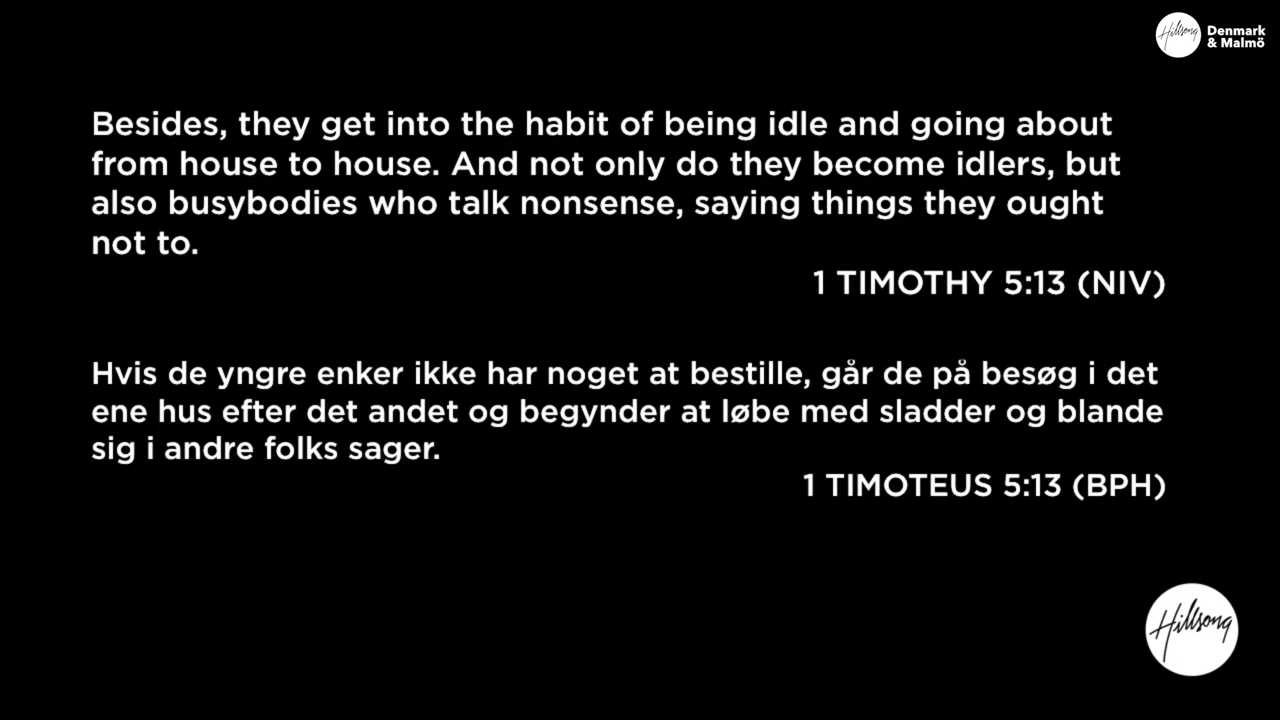 Hillsong
Denmark
& Malmö
Besides, they get into the habit of being idle and going about
from house to house. And not only do they become idlers, but
also busybodies who talk nonsense, saying things they ought
not to.
1 TIMOTHY 5:13 (NIV)
Hvis de yngre enker ikke har noget at bestille, går de på besøg i det
ene hus efter det andet og begynder at løbe med sladder og blande
sig i andre folks sager.
1 TIMOTEUS 5:13 (BPH)
Hillsong